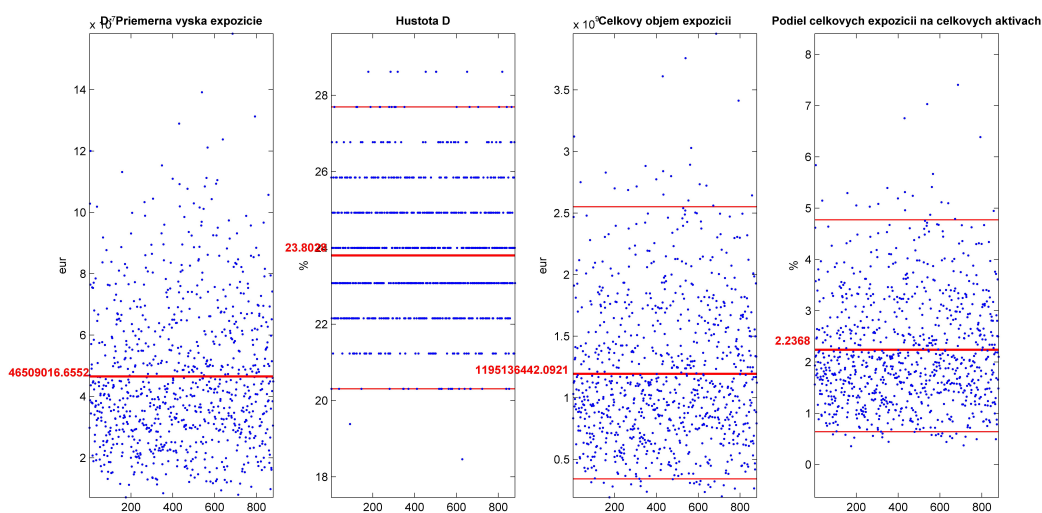 D: Priemerna vyska expozicie
x 10^7
14
12
10
8
6
4
2
46509016.6552
eur
200 400 600 800
Hustota D
28
26
24
22
20
18
23.8028
%
200 400 600 800
Celkovy objem expozicii
x 10^9
3.5
3
2.5
2
1.5
1
0.5
1195136442.0921
eur
200 400 600 800
Podiel celkovych expozicii na celkovych aktivach
8
7
6
5
4
3
2
1
0
2.2368
%
200 400 600 800